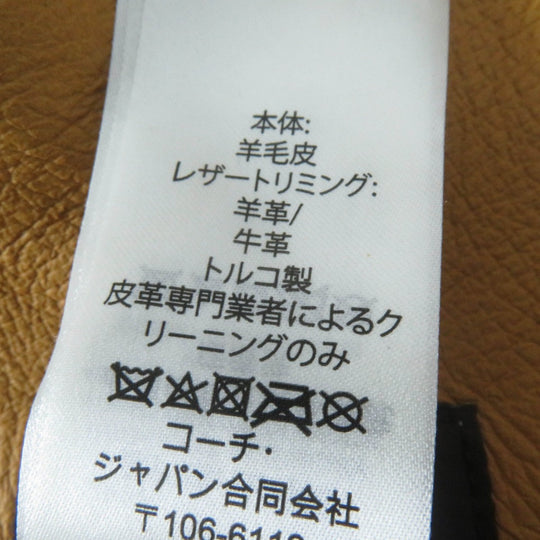 本体:
羊毛皮
レザートリミング:
羊革/
牛革
トルコ製
皮革専門業者によるク
リーニングのみ
コーチ・
ジャパン合同会社